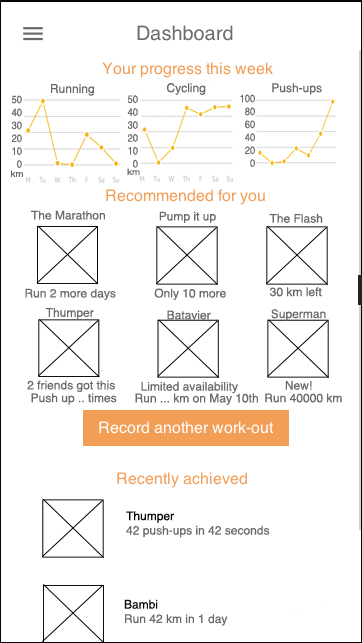 Dashboard
Your progress this week
Running Cycling Push-ups
50 50 100
40 40 80
30 30 60
20 20 40
10 10 20
0 0 0
km km
M Tu W Th F Sa Su M Tu W Th F Sa Su
Recommended for you
The Marathon Pump it up The Flash
Run 2 more days Only 10 more 30 km left
Thumper Batavier Superman
2 friends got this Limited availability New!
Push up .. times Run ... km on May 10th Run 40000 km
Record another work-out
Recently achieved
Thumper
42 push-ups in 42 seconds
Bambi
Run 42 km in 1 day